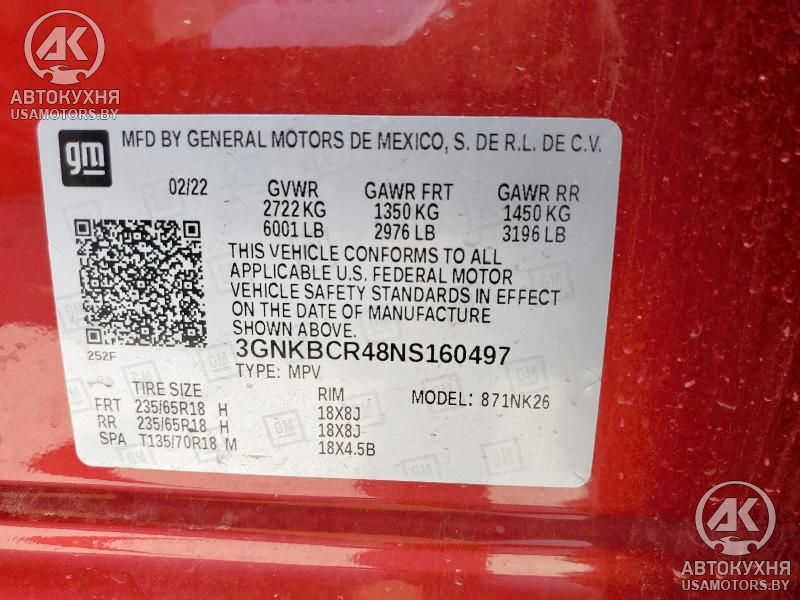 AK
АВТОКУХНЯ
USAMOTORS.BY
gm
MFD BY GENERAL MOTORS DE MEXICO, S. DE R.L. DE C.V.
02/22 GVWR GAWR FRT GAWR RR
2722 KG 1350 KG 1450 KG
6001 LB 2976 LB 3196 LB
THIS VEHICLE CONFORMS TO ALL
APPLICABLE U.S. FEDERAL MOTOR
VEHICLE SAFETY STANDARDS IN EFFECT
ON THE DATE OF MANUFACTURE
SHOWN ABOVE.
252F
3GNKBCR48NS160497
TYPE: MPV
TIRE SIZE RIM MODEL: 871NK26
FRT 235/65R18 H 18X8J
RR 235/65R18 H 18X8J
SPA T135/70R18 M 18X4.5B
AK
АВТОКУХНЯ
USAMOTORS.BY